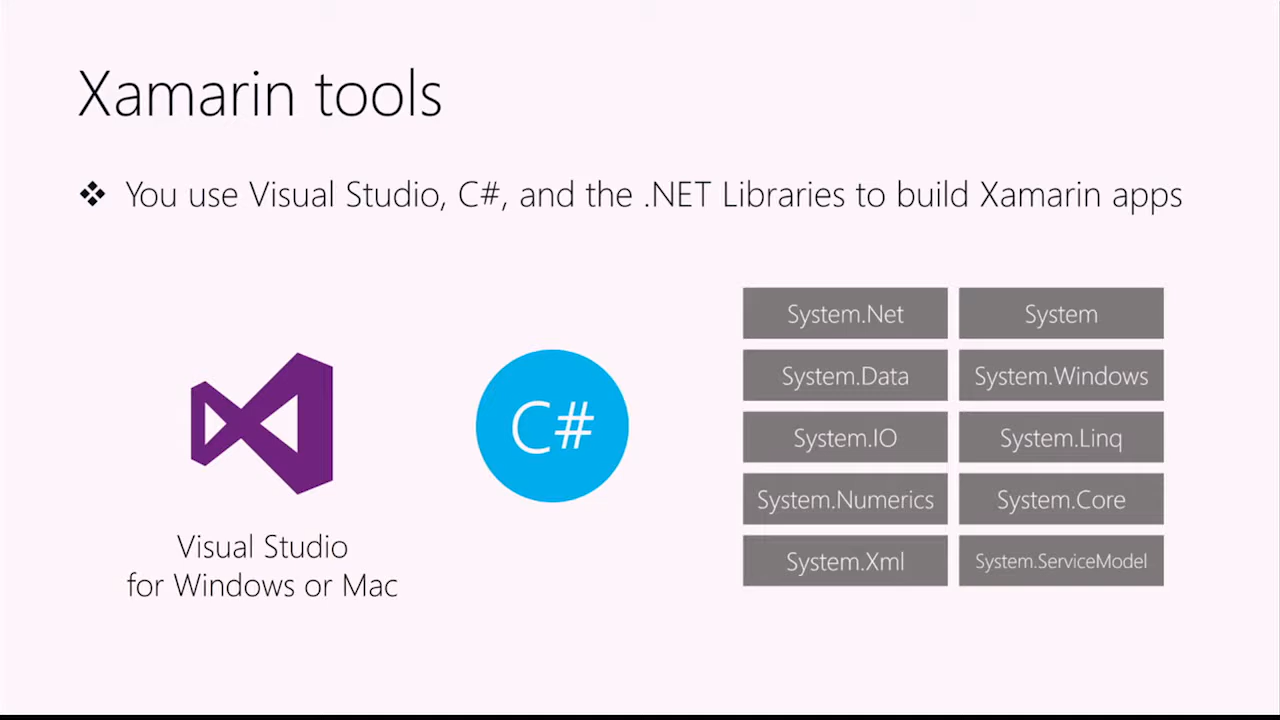 Xamarin tools
❖ You use Visual Studio, C#, and the .NET Libraries to build Xamarin apps
Visual Studio
for Windows or Mac
C#
System.Net
System
System.Data
System.Windows
System.IO
System.Linq
System.Numerics
System.Core
System.Xml
System.ServiceModel